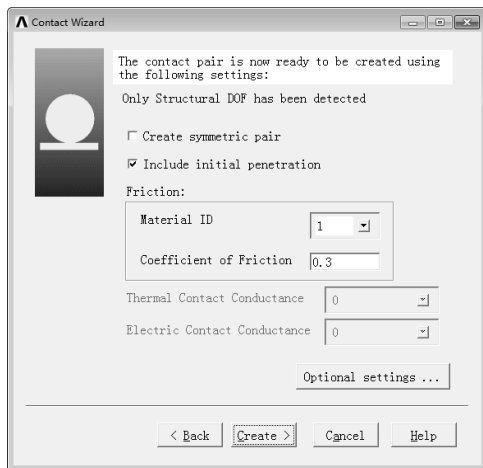 Contact Wizard
The contact pair is now ready to be created using
the following settings:
Only Structural DOF has been detected
Create symmetric pair
Include initial penetration
Friction:
Material ID
1
Coefficient of Friction
0.3
Thermal Contact Conductance
0
Electric Contact Conductance
0
Optional settings ...
< Back
Create >
Cancel
Help